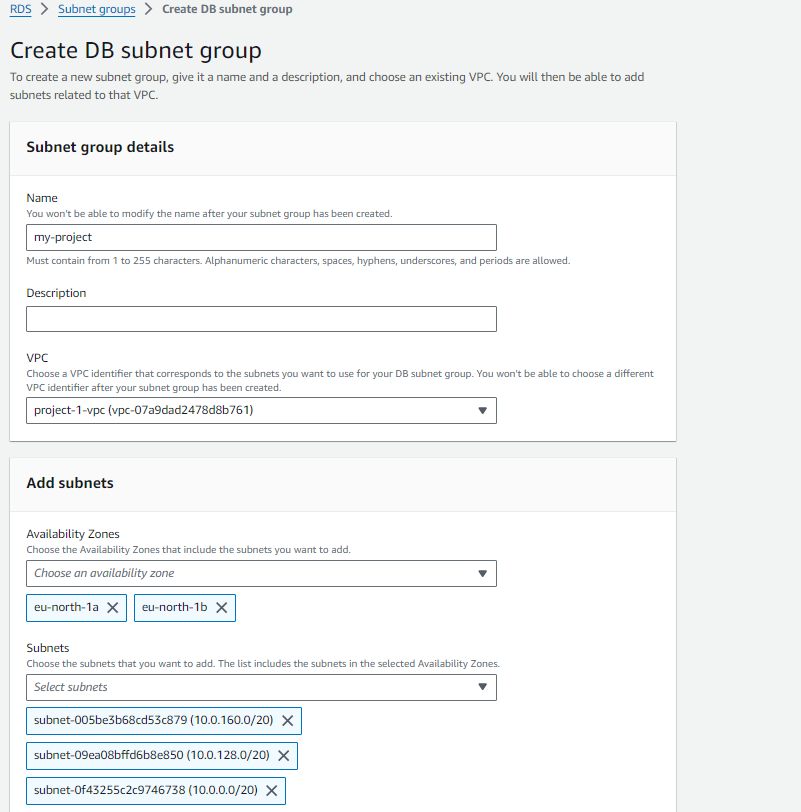 RDS > Subnet groups > Create DB subnet group
Create DB subnet group
To create a new subnet group, give it a name and a description, and choose an existing VPC. You will then be able to add
subnets related to that VPC.
Subnet group details
Name
You won't be able to modify the name after your subnet group has been created.
my-project
Must contain from 1 to 255 characters. Alphanumeric characters, spaces, hyphens, underscores, and periods are allowed.
Description
VPC
Choose a VPC identifier that corresponds to the subnets you want to use for your DB subnet group. You won't be able to choose a different
VPC identifier after your subnet group has been created.
project-1-vpc (vpc-07a9dad2478d8b761)
Add subnets
Availability Zones
Choose the Availability Zones that include the subnets you want to add.
Choose an availability zone
eu-north-1a eu-north-1b
Subnets
Choose the subnets that you want to add. The list includes the subnets in the selected Availability Zones.
Select subnets
subnet-005be3b68cd53c879 (10.0.160.0/20)
subnet-09ea08bffd6b8e850 (10.0.128.0/20)
subnet-0f43255c2c9746738 (10.0.0.0/20)